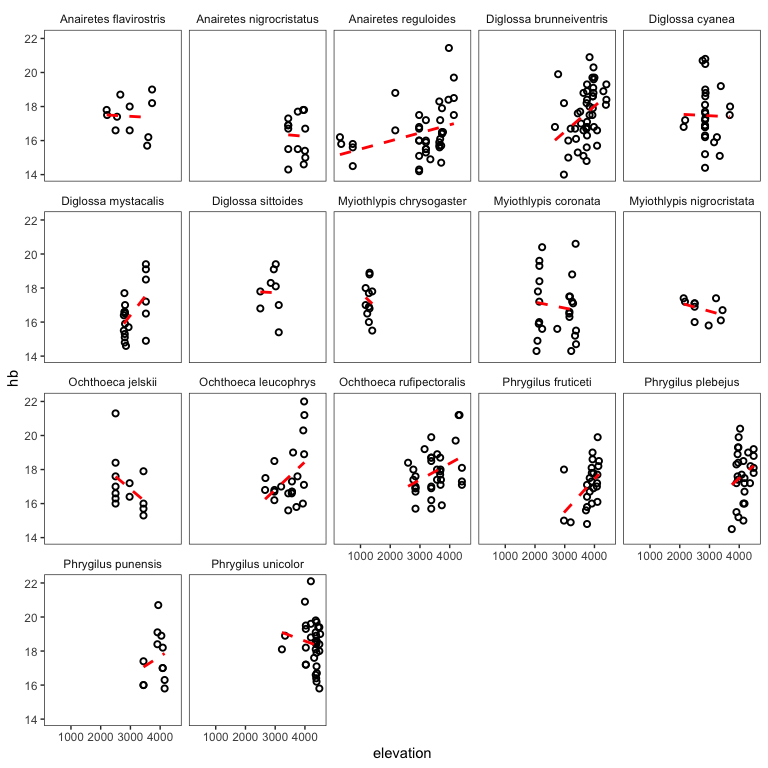 Anairetes flavirostris Anairetes nigrocristatus Anairetes reguloides Diglossa brunneiventris Diglossa cyanea
22
20
18
16
14
Diglossa mystacalis Diglossa sittoides Myiothlypis chrysogaster Myiothlypis coronata Myiothlypis nigrocristata
22
20
18
16
14
hb
Ochthoeca jelskii Ochthoeca leucophrys Ochthoeca rufipectoralis Phrygilus fruticeti Phrygilus plebejus
22
20
18
16
14
1000 2000 3000 4000 1000 2000 3000 4000 1000 2000 3000 4000
Phrygilus punensis Phrygilus unicolor
22
20
18
16
14
1000 2000 3000 4000 1000 2000 3000 4000
elevation